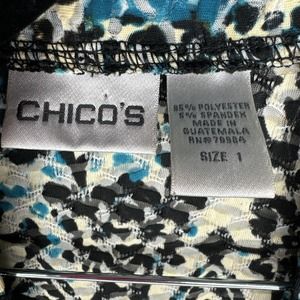 CHICO'S
95% POLYESTER
5% SPANDEX
MADE IN
GUATEMALA
RN# 79984
SIZE 1